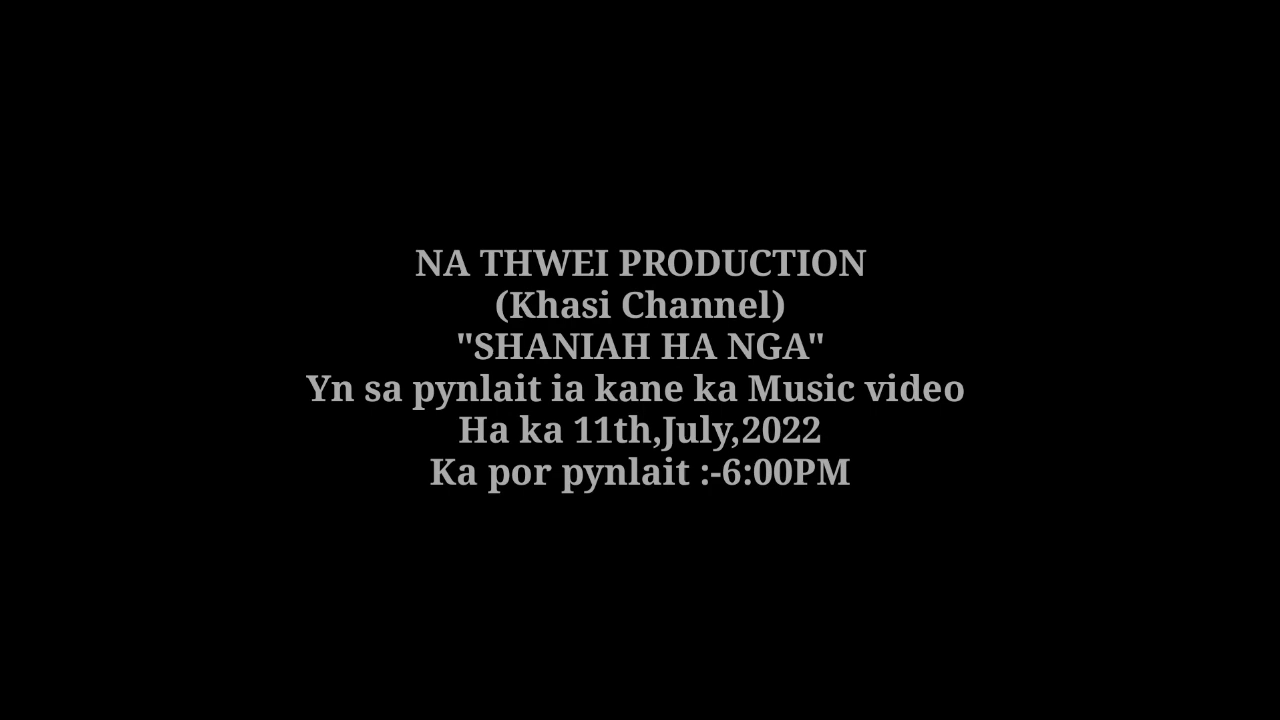 NA THWEI PRODUCTION
(Khasi Channel)
"SHANIAH HA NGA"
Yn sa pynlait ia kane ka Music video
Ha ka 11th,July,2022
Ka por pynlait :-6:00PM